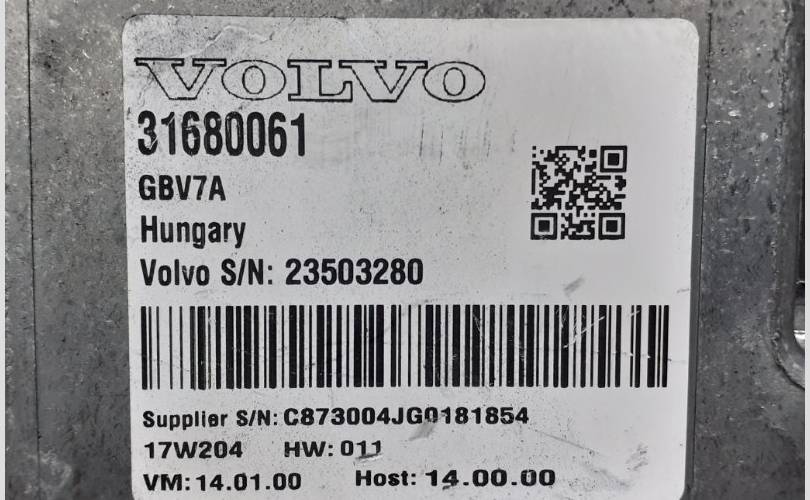 VOLVO
31680061
GBV7A
Hungary
Volvo S/N: 23503280
Supplier S/N: C873004JG0181854
17W204 HW: 011
VM: 14.01.00 Host: 14.00.00